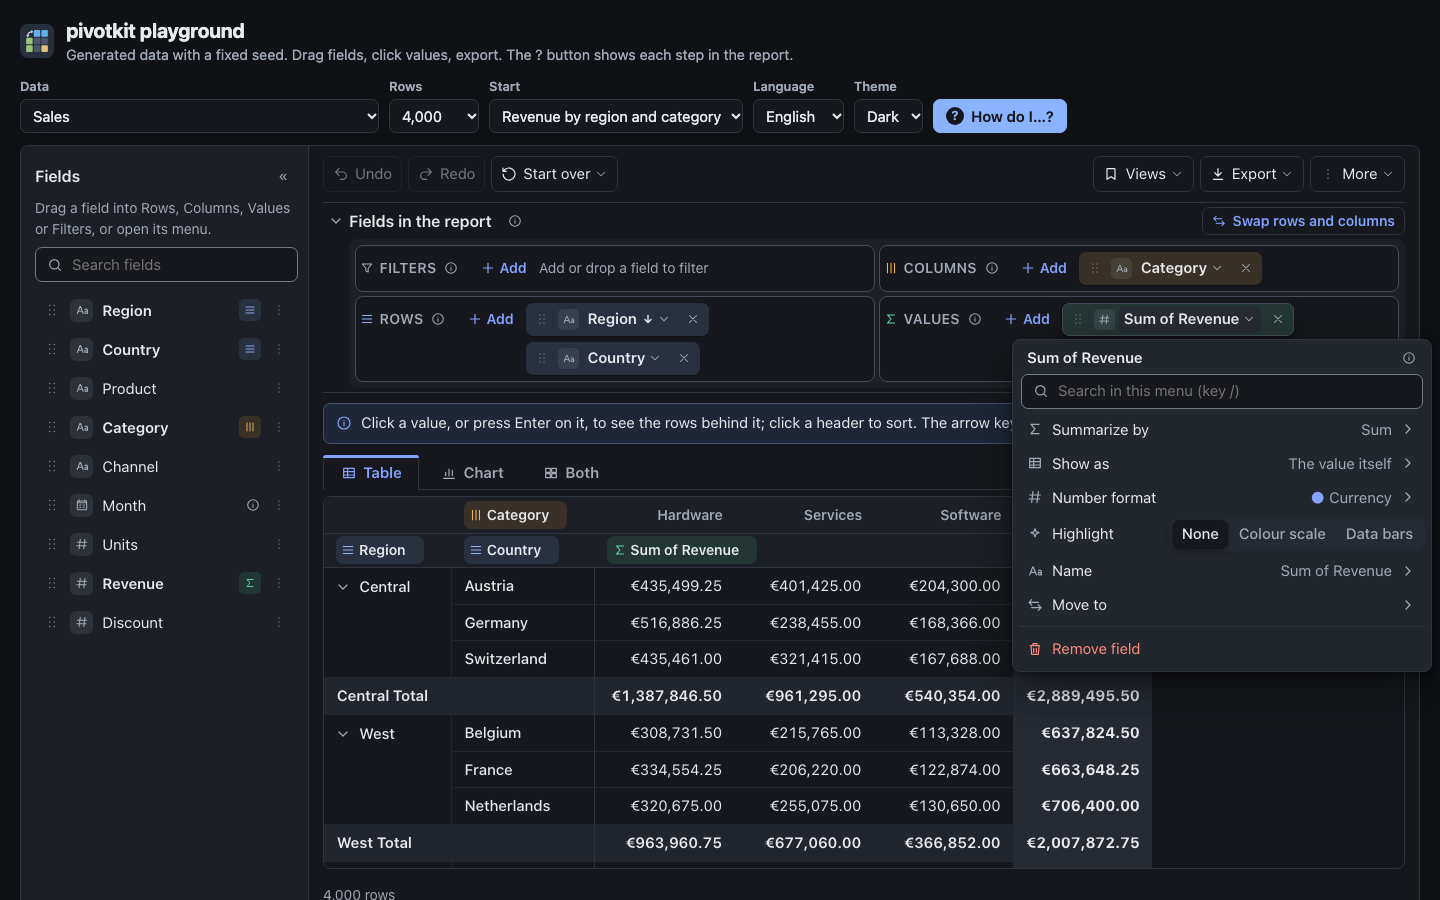 pivotkit playground
Generated data with a fixed seed. Drag fields, click values, export. The ? button shows each step in the report.
Data Rows Start Language Theme
Sales 4,000 Revenue by region and category English Dark ? How do I...?
Fields «
Drag a field into Rows, Columns, Values
or Filters, or open its menu.
Search fields
Aa Region
Aa Country
Aa Product
Aa Category
Aa Channel
Month
# Units
# Revenue Σ
# Discount
Undo Redo Start over Views Export More
Fields in the report Swap rows and columns
FILTERS + Add Add or drop a field to filter
COLUMNS + Add Aa Category ×
ROWS + Add Aa Region ↓ ×
Aa Country ×
Σ VALUES + Add # Sum of Revenue ×
Sum of Revenue
Search in this menu (key /)
Σ Summarize by Sum
Show as The value itself
# Number format Currency
Highlight None Colour scale Data bars
Aa Name Sum of Revenue
Move to
Remove field
Click a value, or press Enter on it, to see the rows behind it; click a header to sort. The arrow
Table Chart Both
Category Hardware Services Software
Region Country Σ Sum of Revenue
Central Austria €435,499.25 €401,425.00 €204,300.00
Germany €516,886.25 €238,455.00 €168,366.00
Switzerland €435,461.00 €321,415.00 €167,688.00
Central Total €1,387,846.50 €961,295.00 €540,354.00 €2,889,495.50
West Belgium €308,731.50 €215,765.00 €113,328.00 €637,824.50
France €334,554.25 €206,220.00 €122,874.00 €663,648.25
Netherlands €320,675.00 €255,075.00 €130,650.00 €706,400.00
West Total €963,960.75 €677,060.00 €366,852.00 €2,007,872.75
4,000 rows